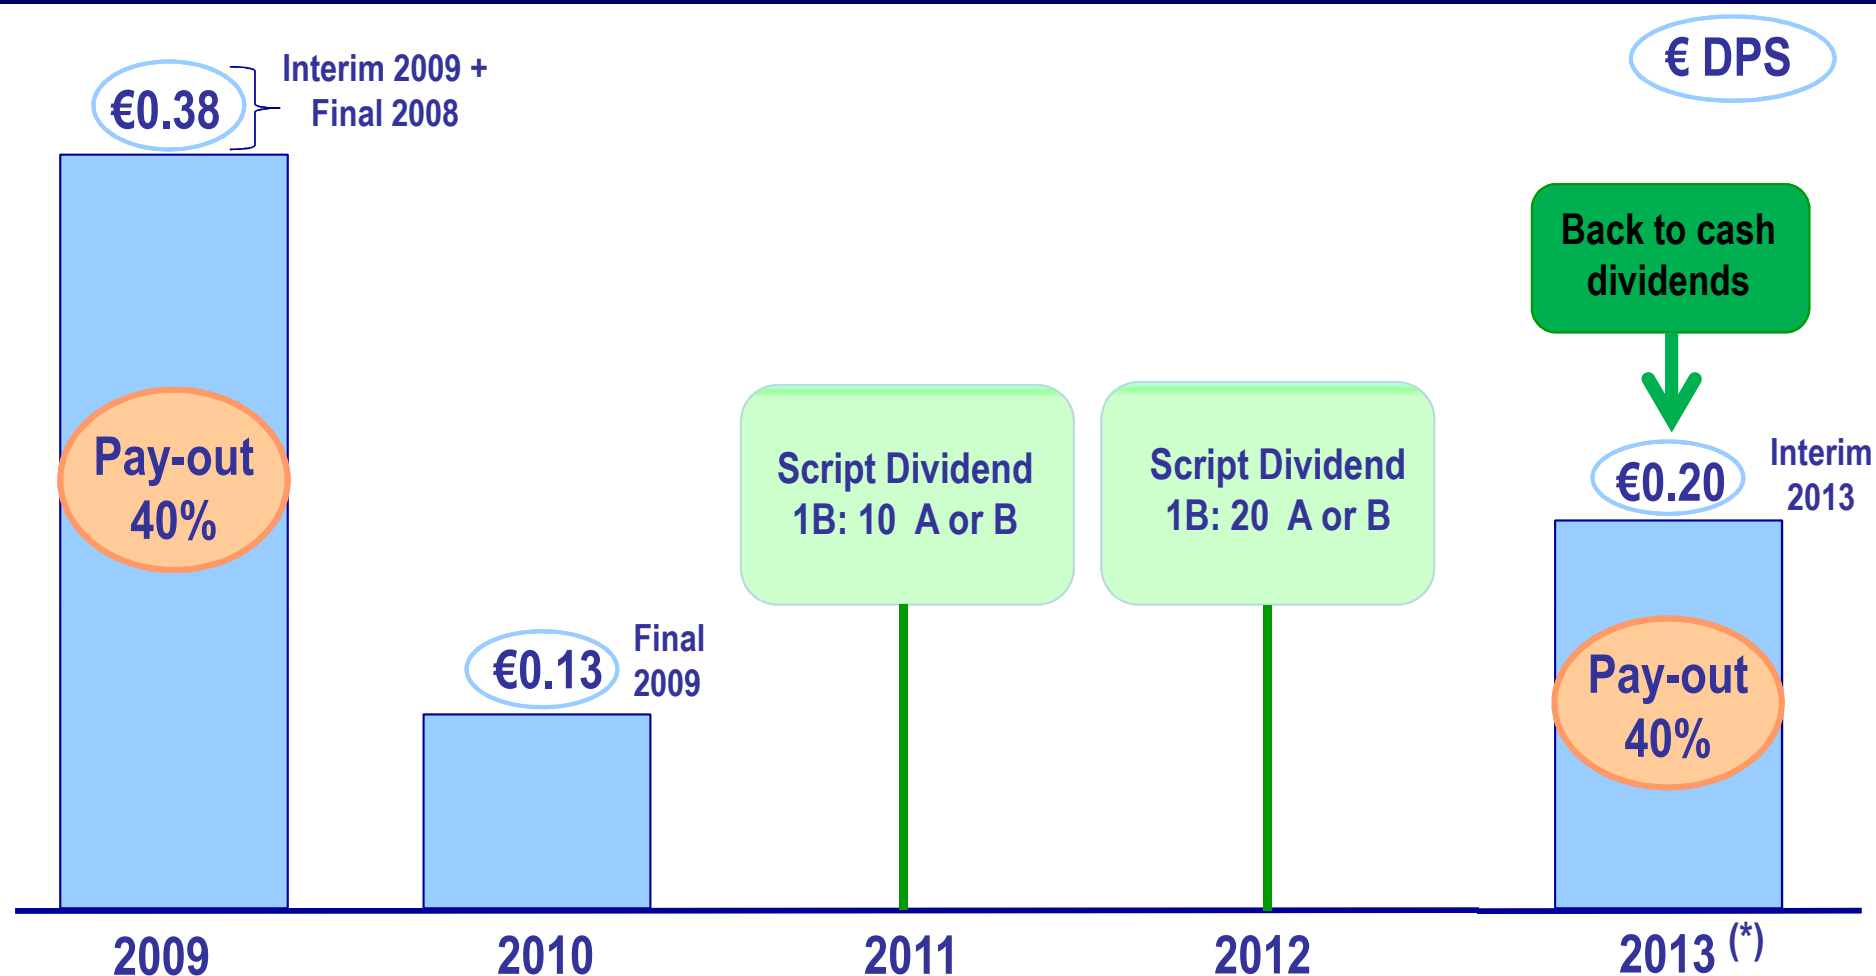 € DPS
€0.38
Interim 2009 +
Final 2008
Pay-out
40%
€0.13
Final
2009
Script Dividend
1B: 10 A or B
Script Dividend
1B: 20 A or B
Back to cash
dividends
€0.20
Interim
2013
Pay-out
40%
2009
2010
2011
2012
2013 (*)